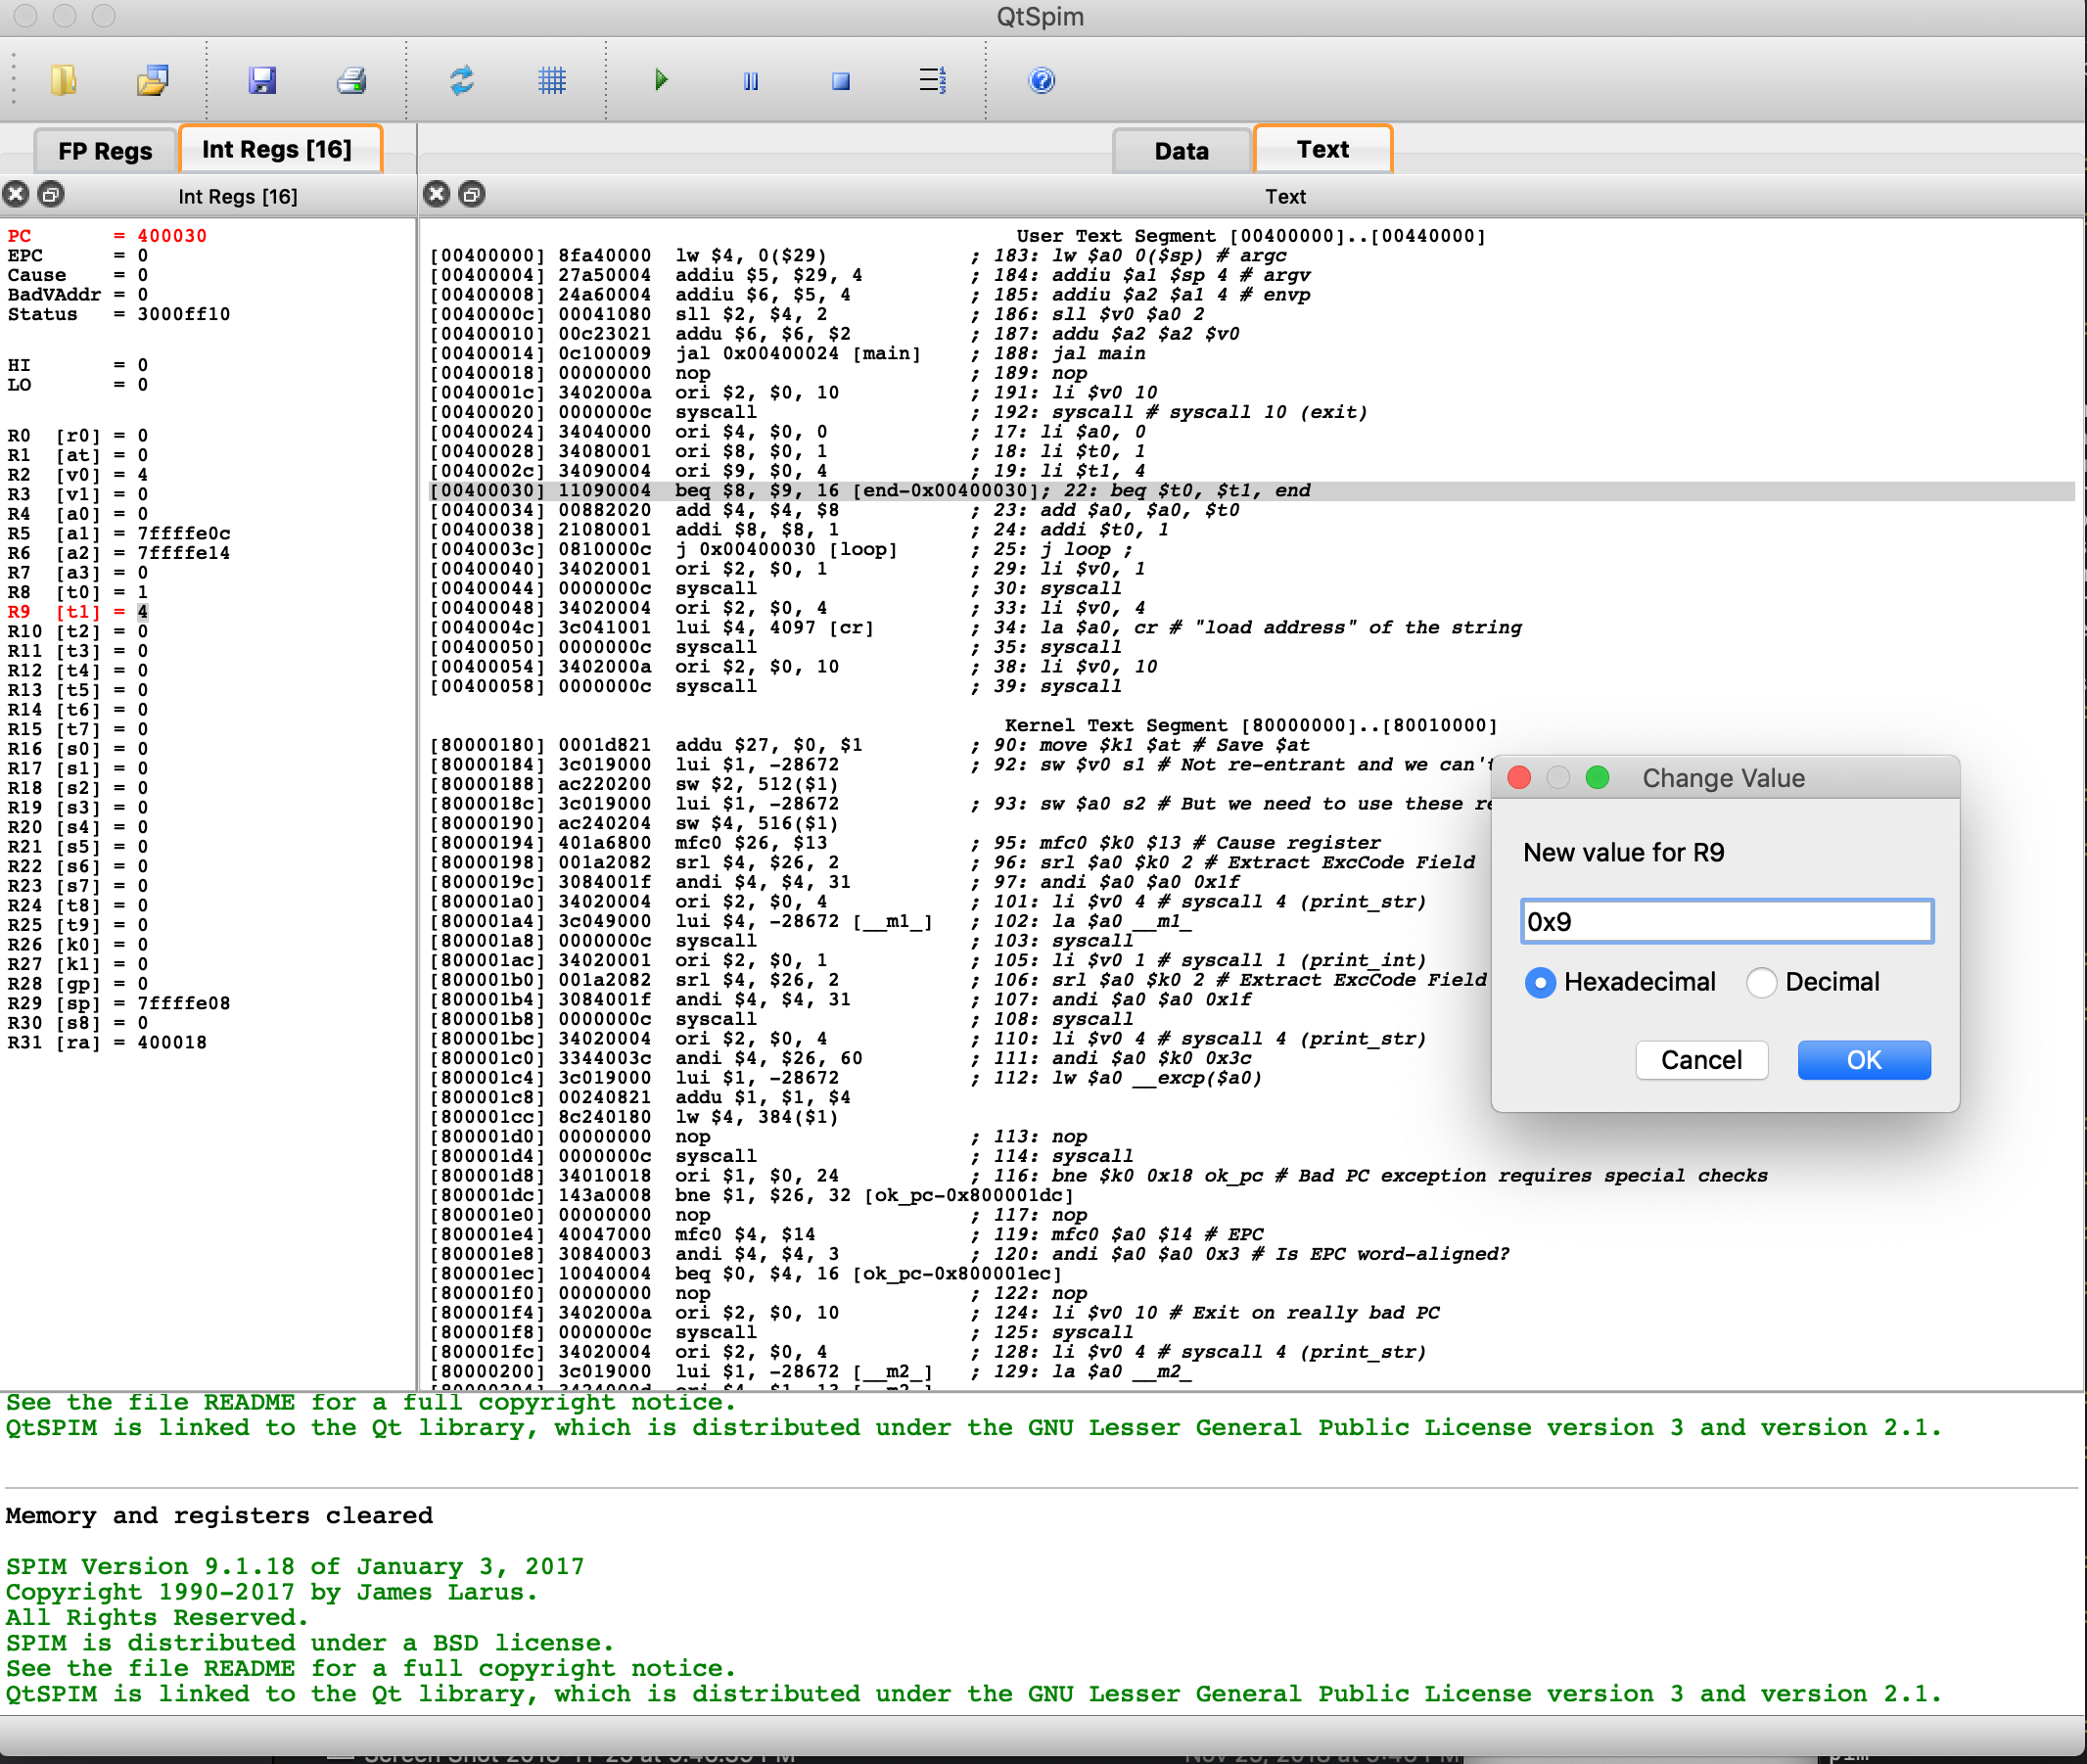 QtSpim
FP Regs
Int Regs [16]
Data
Text
Int Regs [16]
Text
PC       = 400030
EPC      = 0
Cause    = 0
BadVAddr = 0
Status   = 3000ff10
HI       = 0
LO       = 0
R0  [r0] = 0
R1  [at] = 0
R2  [v0] = 4
R3  [v1] = 0
R4  [a0] = 0
R5  [a1] = 7ffffe0c
R6  [a2] = 7ffffe14
R7  [a3] = 0
R8  [t0] = 1
R9  [t1] = 4
R10 [t2] = 0
R11 [t3] = 0
R12 [t4] = 0
R13 [t5] = 0
R14 [t6] = 0
R15 [t7] = 0
R16 [s0] = 0
R17 [s1] = 0
R18 [s2] = 0
R19 [s3] = 0
R20 [s4] = 0
R21 [s5] = 0
R22 [s6] = 0
R23 [s7] = 0
R24 [t8] = 0
R25 [t9] = 0
R26 [k0] = 0
R27 [k1] = 0
R28 [gp] = 0
R29 [sp] = 7ffffe08
R30 [s8] = 0
R31 [ra] = 400018
User Text Segment [00400000]..[00440000]
[00400000] 8fa40000  lw $4, 0($29)            ; 183: lw $a0 0($sp) # argc
[00400004] 27a50004  addiu $5, $29, 4         ; 184: addiu $a1 $sp 4 # argv
[00400008] 24a60004  addiu $6, $5, 4          ; 185: addiu $a2 $a1 4 # envp
[0040000c] 00041080  sll $2, $4, 2            ; 186: sll $v0 $a0 2
[00400010] 00c23021  addu $6, $6, $2          ; 187: addu $a2 $a2 $v0
[00400014] 0c100009  jal 0x00400024 [main]    ; 188: jal main
[00400018] 00000000  nop                      ; 189: nop
[0040001c] 3402000a  ori $2, $0, 10           ; 191: li $v0 10
[00400020] 0000000c  syscall                  ; 192: syscall # syscall 10 (exit)
[00400024] 34040000  ori $4, $0, 0            ; 17: li $a0, 0
[00400028] 34080001  ori $8, $0, 1            ; 18: li $t0, 1
[0040002c] 34090004  ori $9, $0, 4            ; 19: li $t1, 4
[00400030] 11090004  beq $8, $9, 16 [end-0x00400030]; 22: beq $t0, $t1, end
[00400034] 00882020  add $4, $4, $8           ; 23: add $a0, $a0, $t0
[00400038] 21080001  addi $8, $8, 1           ; 24: addi $t0, 1
[0040003c] 0810000c  j 0x00400030 [loop]      ; 25: j loop ;
[00400040] 34020001  ori $2, $0, 1            ; 29: li $v0, 1
[00400044] 0000000c  syscall                  ; 30: syscall
[00400048] 34020004  ori $2, $0, 4            ; 33: li $v0, 4
[0040004c] 3c041001  lui $4, 4097 [cr]        ; 34: la $a0, cr # "load address" of the string
[00400050] 0000000c  syscall                  ; 35: syscall
[00400054] 3402000a  ori $2, $0, 10           ; 38: li $v0, 10
[00400058] 0000000c  syscall                  ; 39: syscall
Kernel Text Segment [80000000]..[80010000]
[80000180] 0001d821  addu $27, $0, $1         ; 90: move $k1 $at # Save $at
[80000184] 3c019000  lui $1, -28672           ; 92: sw $v0 s1 # Not re-entrant and we can't
[80000188] ac220200  sw $2, 512($1)
[8000018c] 3c019000  lui $1, -28672           ; 93: sw $a0 s2 # But we need to use these re
[80000190] ac240204  sw $4, 516($1)
[80000194] 401a6800  mfc0 $26, $13            ; 95: mfc0 $k0 $13 # Cause register
[80000198] 001a2082  srl $4, $26, 2           ; 96: srl $a0 $k0 2 # Extract ExcCode Field
[8000019c] 3084001f  andi $4, $4, 31          ; 97: andi $a0 $a0 0x1f
[800001a0] 34020004  ori $2, $0, 4            ; 101: li $v0 4 # syscall 4 (print_str)
[800001a4] 3c049000  lui $4, -28672 [__m1_]   ; 102: la $a0 __m1_
[800001a8] 0000000c  syscall                  ; 103: syscall
[800001ac] 34020001  ori $2, $0, 1            ; 105: li $v0 1 # syscall 1 (print_int)
[800001b0] 001a2082  srl $4, $26, 2           ; 106: srl $a0 $k0 2 # Extract ExcCode Field
[800001b4] 3084001f  andi $4, $4, 31          ; 107: andi $a0 $a0 0x1f
[800001b8] 0000000c  syscall                  ; 108: syscall
[800001bc] 34020004  ori $2, $0, 4            ; 110: li $v0 4 # syscall 4 (print_str)
[800001c0] 3344003c  andi $4, $26, 60         ; 111: andi $a0 $k0 0x3c
[800001c4] 3c019000  lui $1, -28672           ; 112: lw $a0 __excp($a0)
[800001c8] 00240821  addu $1, $1, $4
[800001cc] 8c240180  lw $4, 384($1)
[800001d0] 00000000  nop                      ; 113: nop
[800001d4] 0000000c  syscall                  ; 114: syscall
[800001d8] 34010018  ori $1, $0, 24           ; 116: bne $k0 0x18 ok_pc # Bad PC exception requires special checks
[800001dc] 143a0008  bne $1, $26, 32 [ok_pc-0x800001dc]
[800001e0] 00000000  nop                      ; 117: nop
[800001e4] 40047000  mfc0 $4, $14             ; 119: mfc0 $a0 $14 # EPC
[800001e8] 30840003  andi $4, $4, 3           ; 120: andi $a0 $a0 0x3 # Is EPC word-aligned?
[800001ec] 10040004  beq $0, $4, 16 [ok_pc-0x800001ec]
[800001f0] 00000000  nop                      ; 122: nop
[800001f4] 3402000a  ori $2, $0, 10           ; 124: li $v0 10 # Exit on really bad PC
[800001f8] 0000000c  syscall                  ; 125: syscall
[800001fc] 34020004  ori $2, $0, 4            ; 128: li $v0 4 # syscall 4 (print_str)
[80000200] 3c019000  lui $1, -28672 [__m2_]   ; 129: la $a0 __m2_
Change Value
New value for R9
0x9
Hexadecimal
Decimal
Cancel
OK
See the file README for a full copyright notice.
QtSPIM is linked to the Qt library, which is distributed under the GNU Lesser General Public License version 3 and version 2.1.
Memory and registers cleared
SPIM Version 9.1.18 of January 3, 2017
Copyright 1990-2017 by James Larus.
All Rights Reserved.
SPIM is distributed under a BSD license.
See the file README for a full copyright notice.
QtSPIM is linked to the Qt library, which is distributed under the GNU Lesser General Public License version 3 and version 2.1.